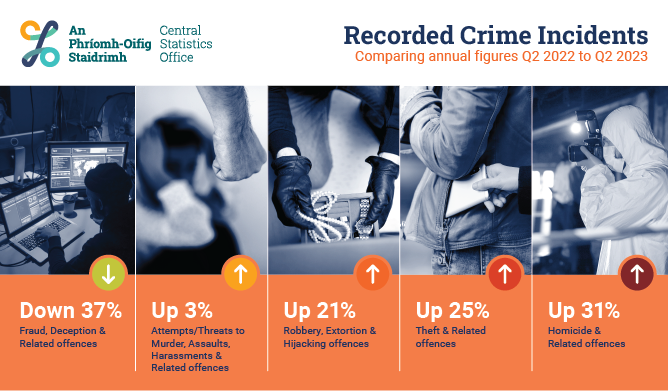 An
Phríomh-Oifig
Staidrimh
Central
Statistics
Office
Recorded Crime Incidents
Comparing annual figures Q2 2022 to Q2 2023
Down 37%
Fraud, Deception &
Related offences
Up 3%
Attempts/Threats to
Murder, Assaults,
Harassments &
Related offences
Up 21%
Robbery, Extortion &
Hijacking offences
Up 25%
Theft & Related
offences
Up 31%
Homicide &
Related offences